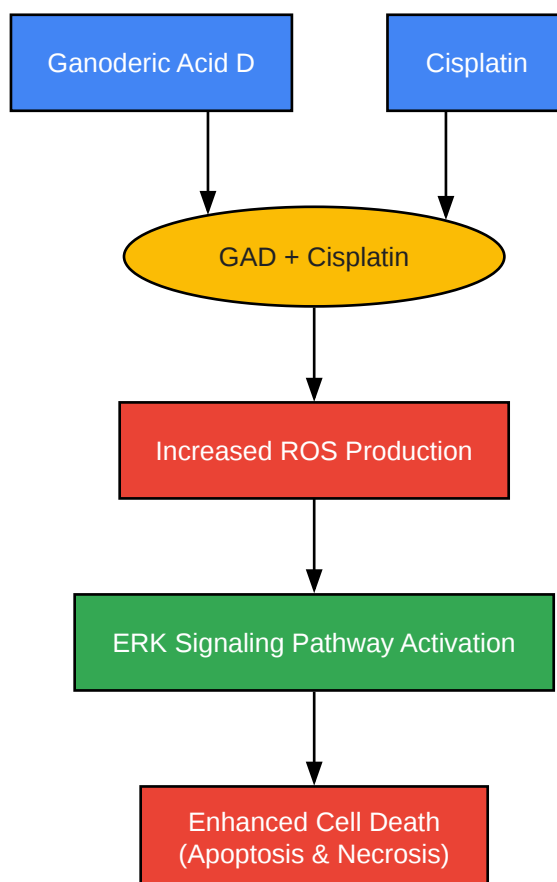 Ganoderic Acid D
Cisplatin
GAD + Cisplatin
Increased ROS Production
ERK Signaling Pathway Activation
Enhanced Cell Death
(Apoptosis & Necrosis)